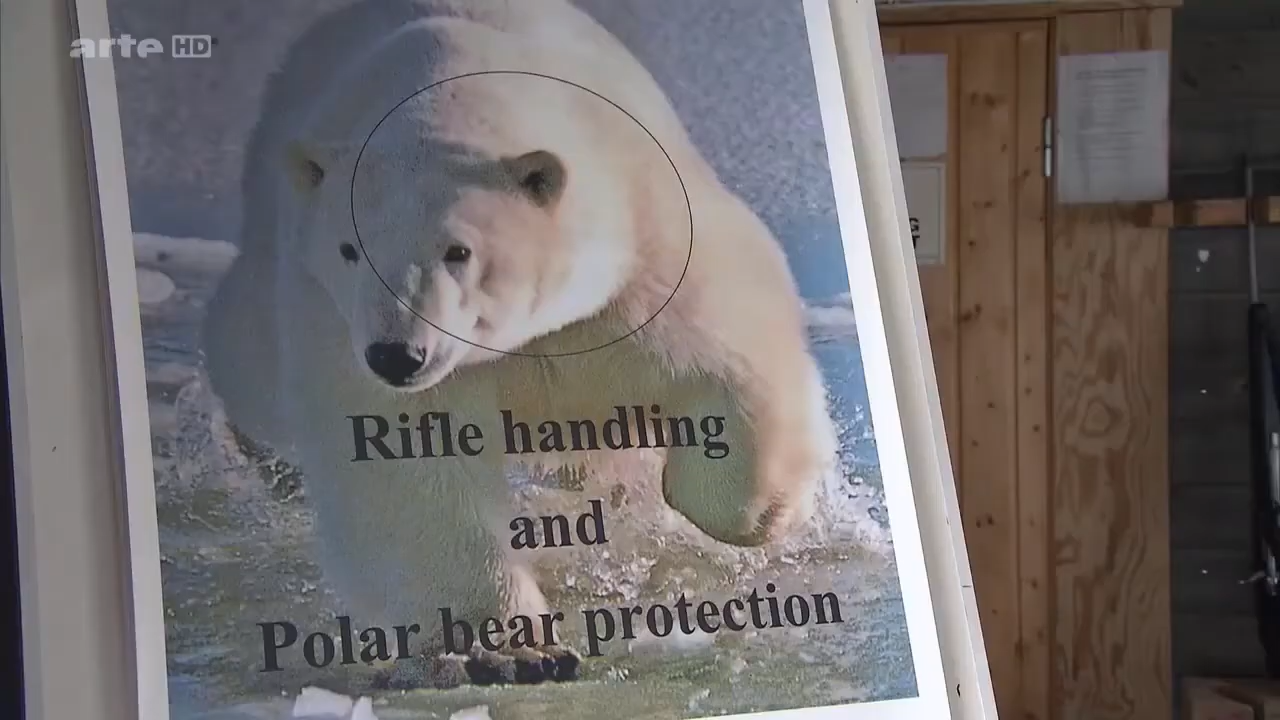 arte HD
Rifle handling
and
Polar bear protection